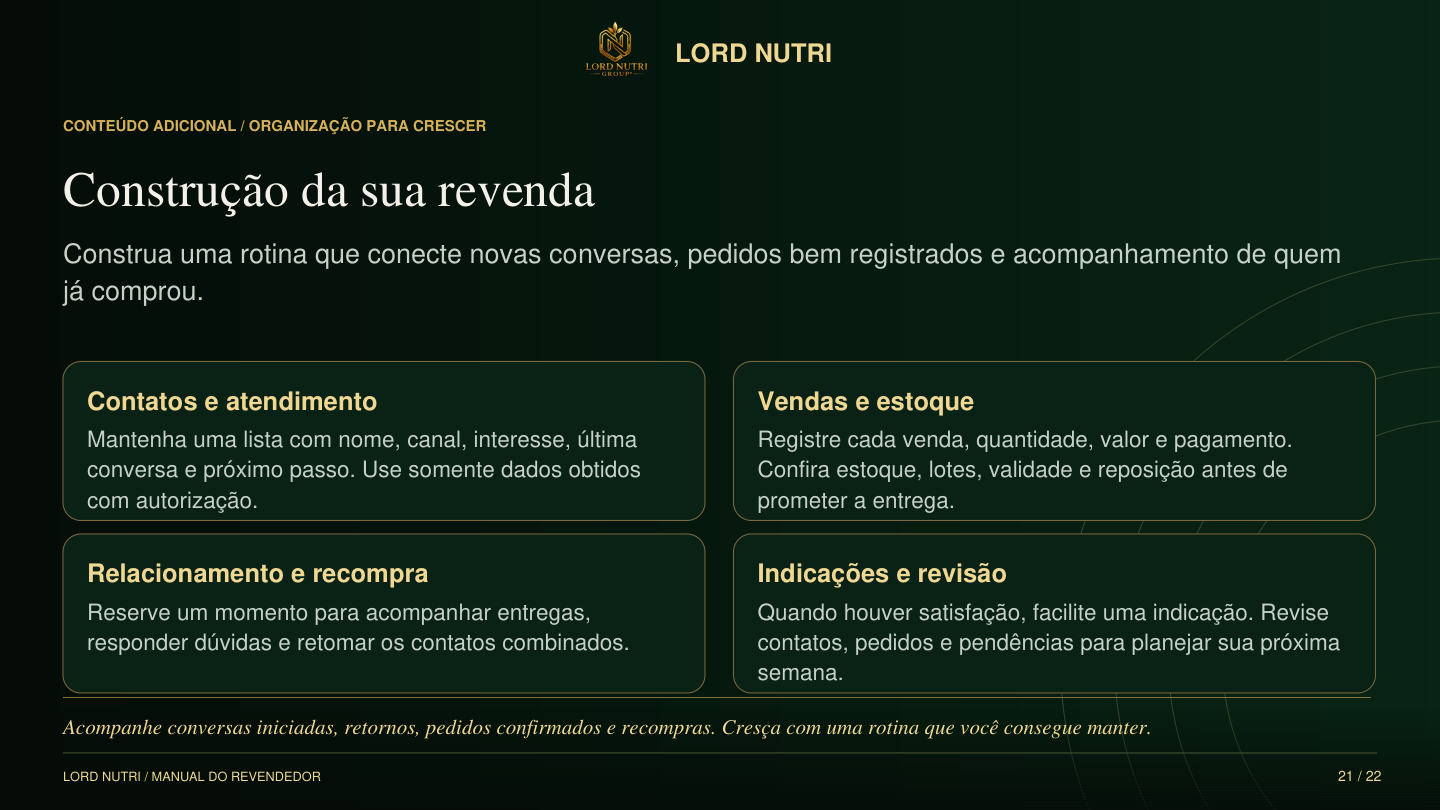 LORD NUTRI
GROUP
LORD NUTRI
CONTEÚDO ADICIONAL / ORGANIZAÇÃO PARA CRESCER
Construção da sua revenda
Construa uma rotina que conecte novas conversas, pedidos bem registrados e acompanhamento de quem
já comprou.
Contatos e atendimento
Mantenha uma lista com nome, canal, interesse, última
conversa e próximo passo. Use somente dados obtidos
com autorização.
Vendas e estoque
Registre cada venda, quantidade, valor e pagamento.
Confira estoque, lotes, validade e reposição antes de
prometer a entrega.
Relacionamento e recompra
Reserve um momento para acompanhar entregas,
responder dúvidas e retomar os contatos combinados.
Indicações e revisão
Quando houver satisfação, facilite uma indicação. Revise
contatos, pedidos e pendências para planejar sua próxima
semana.
Acompanhe conversas iniciadas, retornos, pedidos confirmados e recompras. Cresça com uma rotina que você consegue manter.
LORD NUTRI / MANUAL DO REVENDEDOR
21 / 22